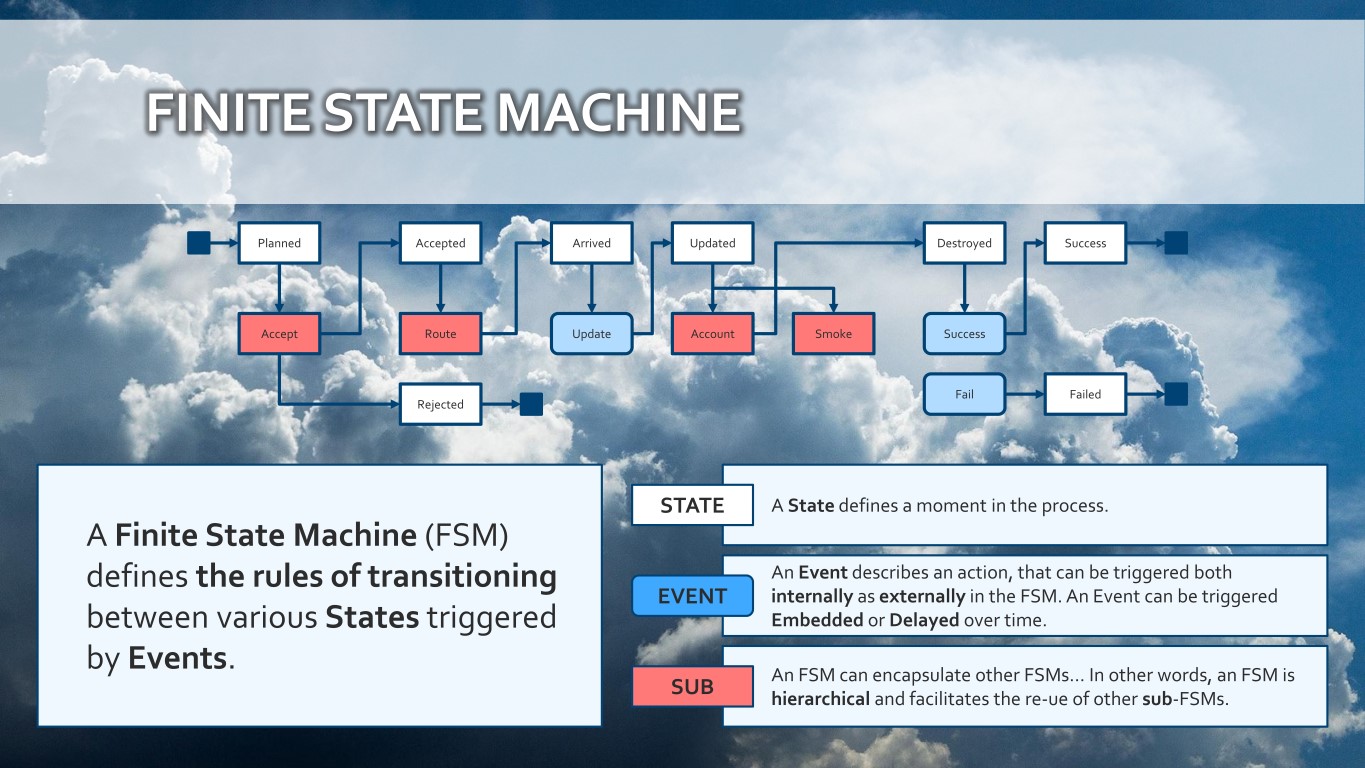 FINITE STATE MACHINE
Planned
Accepted
Arrived
Updated
Destroyed
Success
Accept
Route
Update
Account
Smoke
Success
Rejected
Fail
Failed
A Finite State Machine (FSM)
defines the rules of transitioning
between various States triggered
by Events.
STATE
A State defines a moment in the process.
EVENT
An Event describes an action, that can be triggered both
internally as externally in the FSM. An Event can be triggered
Embedded or Delayed over time.
SUB
An FSM can encapsulate other FSMs... In other words, an FSM is
hierarchical and facilitates the re-ue of other sub-FSMs.